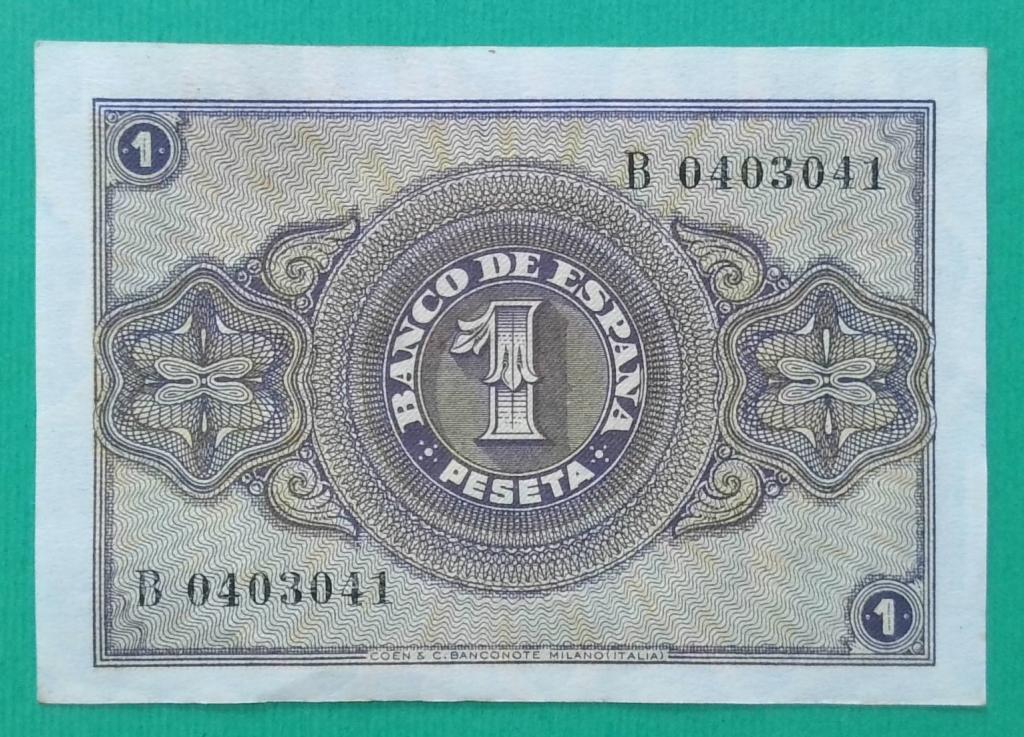 1
B 0403041
BANCO DE ESPAÑA
1
PESETA
B 0403041
1
COEN & C. BANCONOTE MILANO (ITALIA)